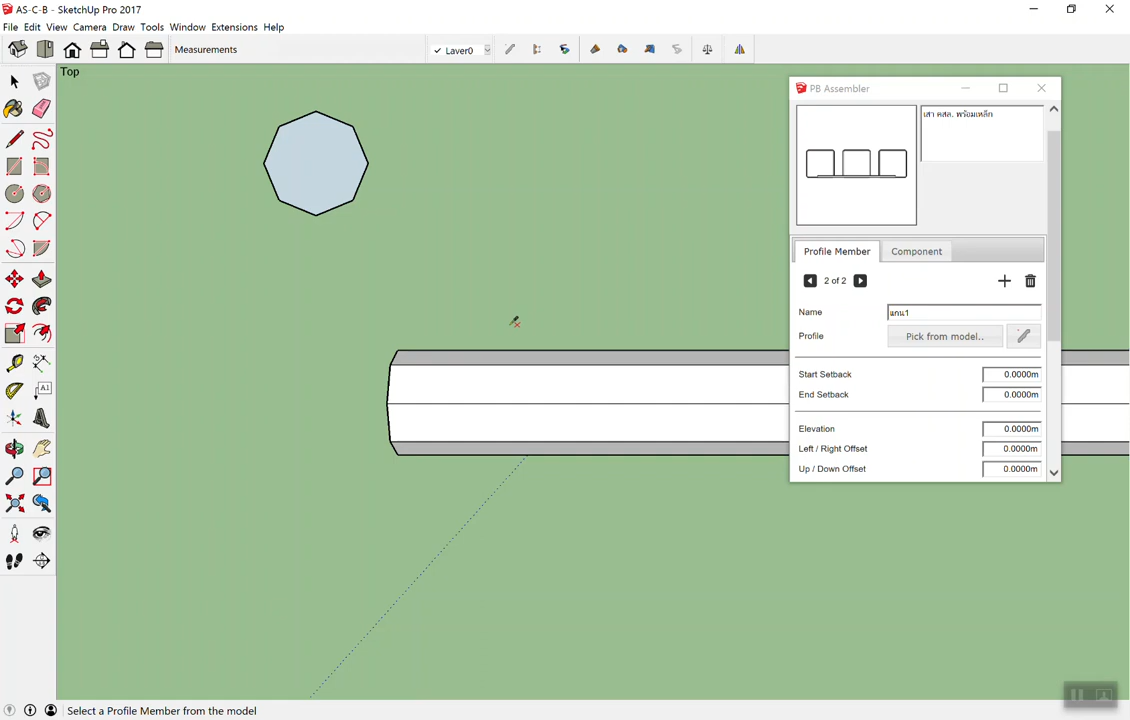 AS-C-B - SketchUp Pro 2017
File Edit View Camera Draw Tools Window Extensions Help
Measurements
✓ Layer0
Top
PB Assembler
เสา คสล. พร้อมเหล็ก
Profile Member Component
2 of 2
Name แกน1
Profile Pick from model..
Start Setback 0.0000m
End Setback 0.0000m
Elevation 0.0000m
Left / Right Offset 0.0000m
Up / Down Offset 0.0000m
A1
Select a Profile Member from the model